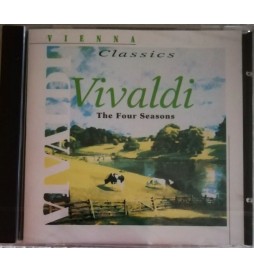 VIENNA
Classics
VIVALDI
Vivaldi
The Four Seasons